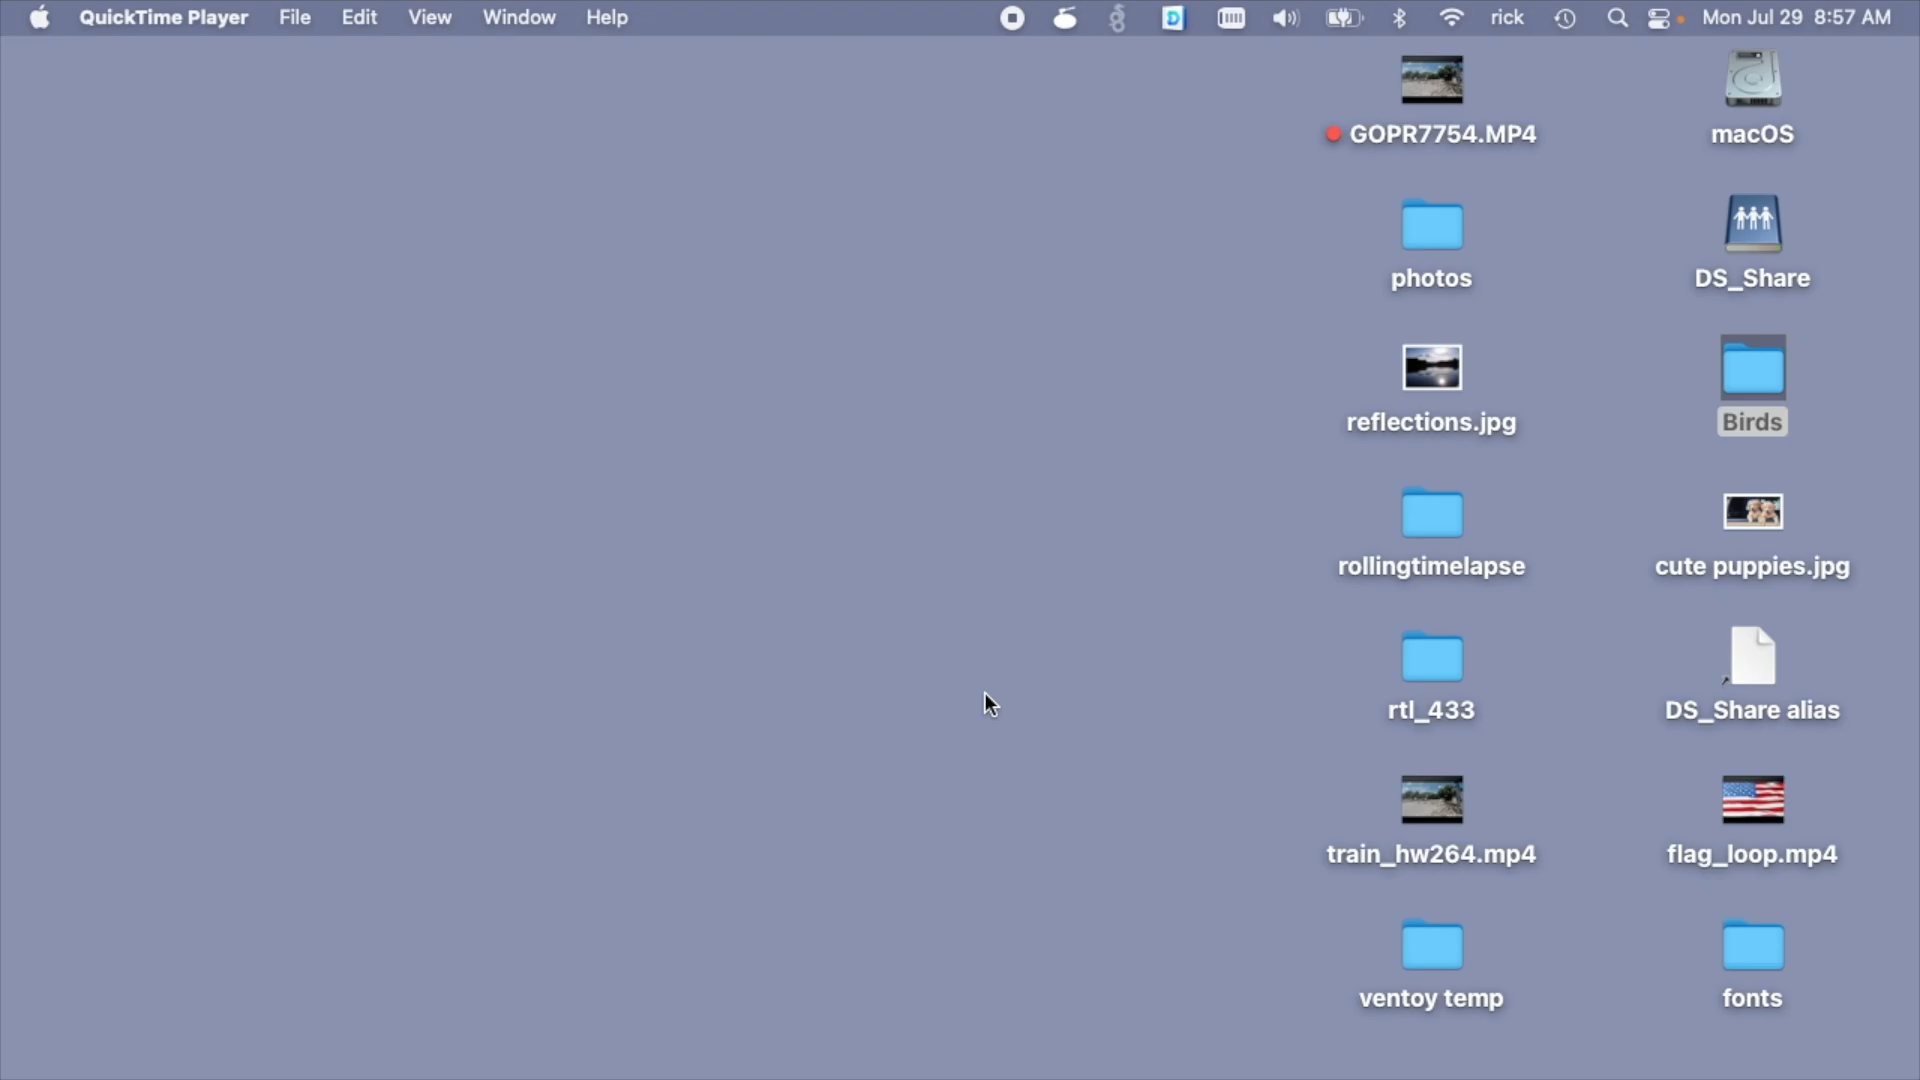 QuickTime Player File Edit View Window Help D rick Mon Jul 29 8:57 AM
GOPR7754.MP4 macOS
photos DS_Share
reflections.jpg Birds
rollingtimelapse cute puppies.jpg
rtl_433 DS_Share alias
train_hw264.mp4 flag_loop.mp4
ventoy temp fonts